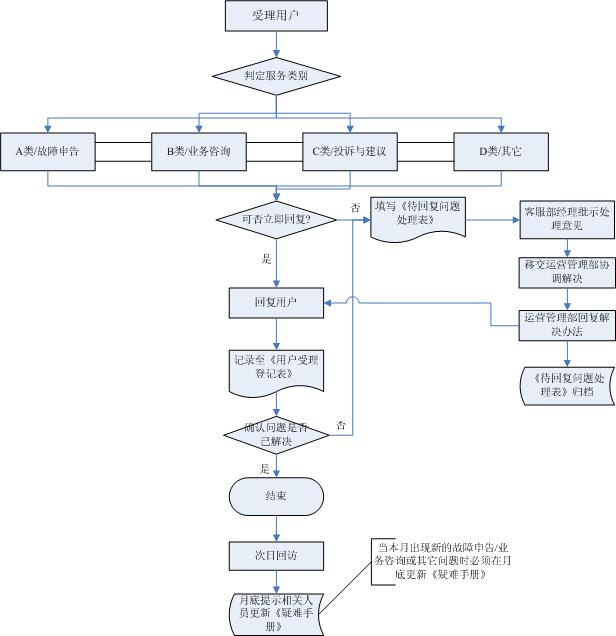 受理用户
判定服务类别
A类/故障申告
B类/业务咨询
C类/投诉与建议
D类/其它
可否立即回复?
否
填写《待回复问题
处理表》
客服部经理批示处
理意见
是
移交运营管理部协
调解决
回复用户
运营管理部回复解
决办法
记录至《用户受理
登记表》
《待回复问题处
理表》归档
确认问题是否
已解决
否
是
结束
次日回访
当本月出现新的故障申告/业
务咨询或其它问题时必须在月
底更新《疑难手册》
月底提示相关人
员更新《疑难手
册》